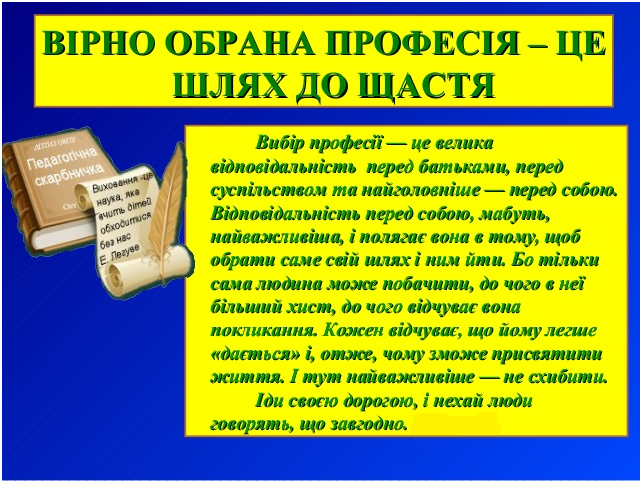 ВІРНО ОБРАНА ПРОФЕСІЯ – ЦЕ
ШЛЯХ ДО ЩАСТЯ
Педагогічна
скарбничка
Виховання -це
наука, яка
вчить дітей
обходитися
без нас
Е. Легуве
Вибір професії — це велика
відповідальність перед батьками, перед
суспільством та найголовніше — перед собою.
Відповідальність перед собою, мабуть,
найважливіша, і полягає вона в тому, щоб
обрати саме свій шлях і ним йти. Бо тільки
сама людина може побачити, до чого в неї
більший хист, до чого відчуває вона
покликання. Кожен відчуває, що йому легше
«дається» і, отже, чому зможе присвятити
життя. І тут найважливіше — не схибити.
Іди своєю дорогою, і нехай люди
говорять, що завгодно.